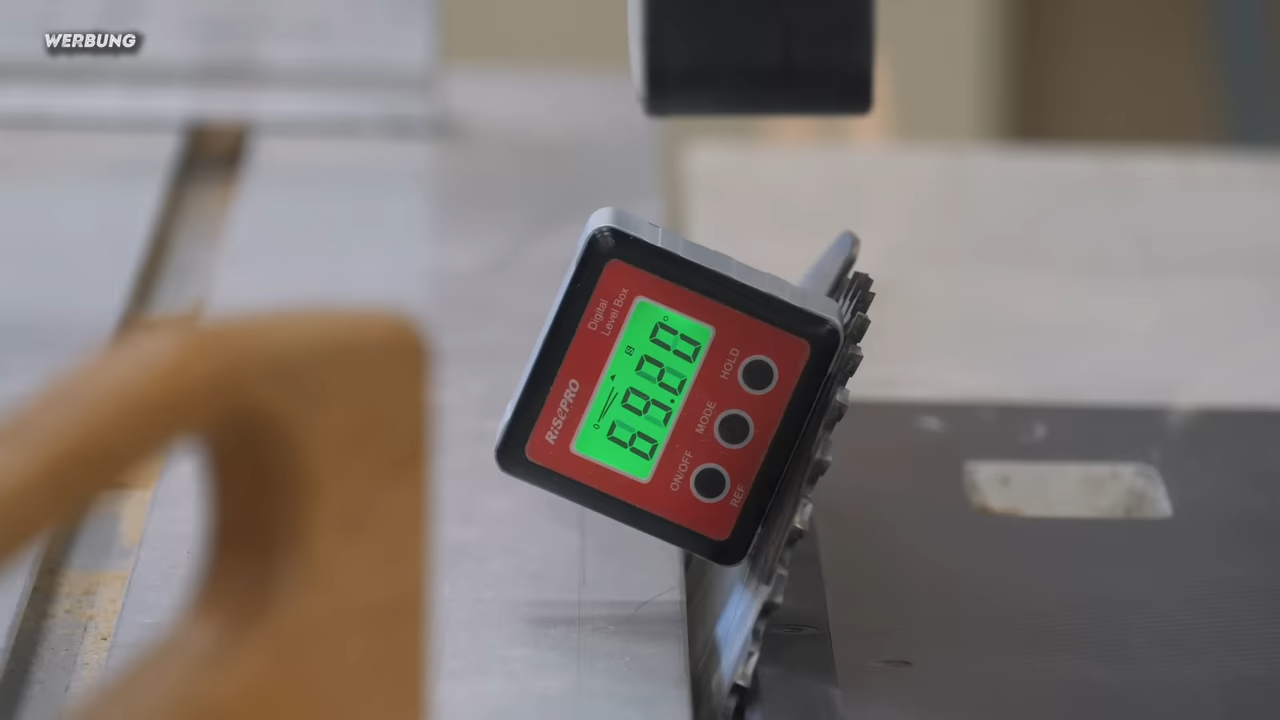 WERBUNG
Digital
Level Box
RisePRO
HOLD
MODE
ON/OFF
REF